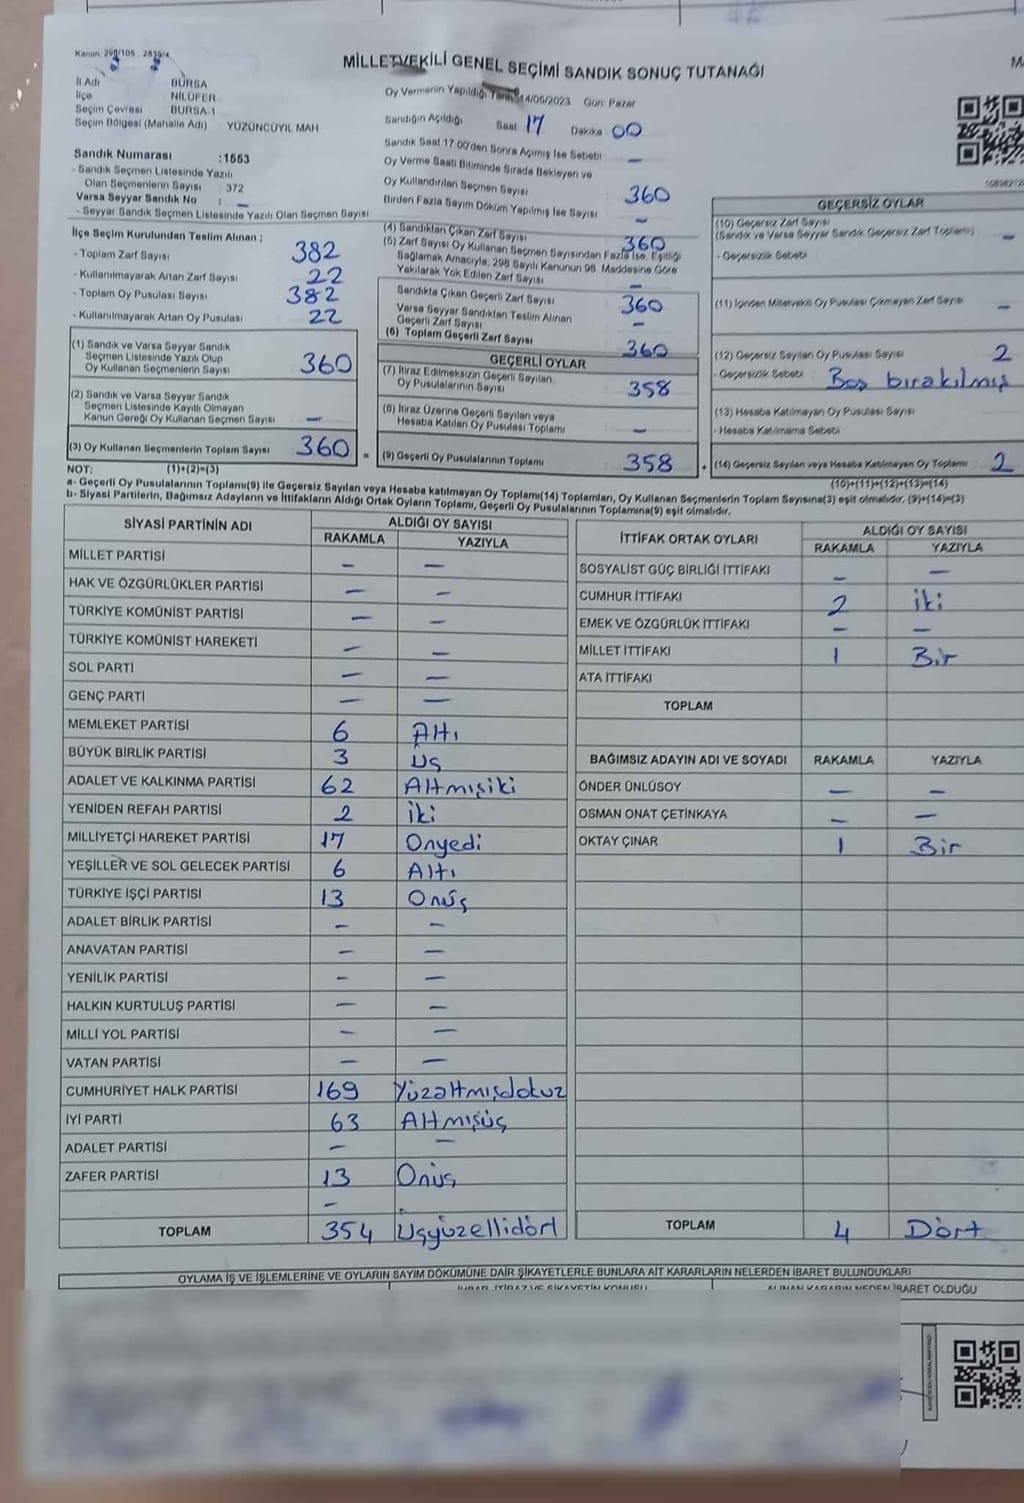 Kanun: 298/105 - 2839/4
MİLLETVEKİLİ GENEL SEÇİMİ SANDIK SONUÇ TUTANAĞI
İl Adı BURSA
İlçe NİLÜFER
Seçim Çevresi BURSA-1
Seçim Bölgesi (Mahalle Adı) YÜZÜNCÜYIL MAH
Sandık Numarası :1553
- Sandık Seçmen Listesinde Yazılı
Olan Seçmenlerin Sayısı : 372
Varsa Seyyar Sandık No : -
- Seyyar Sandık Seçmen Listesinde Yazılı Olan Seçmen Sayısı
İlçe Seçim Kurulundan Teslim Alınan ;
- Toplam Zarf Sayısı 382
- Kullanılmayarak Artan Zarf Sayısı 22
- Toplam Oy Pusulası Sayısı 382
- Kullanılmayarak Artan Oy Pusulası 22
(1) Sandık ve Varsa Seyyar Sandık
Seçmen Listesinde Yazılı Olup
Oy Kullanan Seçmenlerin Sayısı 360
(2) Sandık ve Varsa Seyyar Sandık
Seçmen Listesinde Kayıtlı Olmayan
Kanun Gereği Oy Kullanan Seçmen Sayısı -
(3) Oy Kullanan Seçmenlerin Toplam Sayısı 360 =
Oy Vermenin Yapıldığı Tarih 14/05/2023 Gün: Pazar
Sandığın Açıldığı Saat 17 Dakika 00
Sandık Saat 17.00'den Sonra Açımış İse Sebebi -
Oy Verme Saati Bitiminde Sırada Bekleyen ve
Oy Kullandırılan Seçmen Sayısı 360
Birden Fazla Sayım Döküm Yapılmış İse Sayısı -
(4) Sandıktan Çıkan Zarf Sayısı 360
(5) Zarf Sayısı Oy Kullanan Seçmen Sayısından Fazla İse, Eşitliği
Sağlamak Amacıyla, 298 Sayılı Kanunun 98. Maddesine Göre
Yakılarak Yok Edilen Zarf Sayısı -
Sandıkta Çıkan Geçerli Zarf Sayısı 360
Varsa Seyyar Sandıktan Teslim Alınan
Geçerli Zarf Sayısı -
(6) Toplam Geçerli Zarf Sayısı 360
GEÇERLİ OYLAR
(7) İtiraz Edilmeksizin Geçerli Sayılan
Oy Pusulalarının Sayısı 358
(8) İtiraz Üzerine Geçerli Sayılan veya
Hesaba Katılan Oy Pusulası Toplamı -
(9) Geçerli Oy Pusulalarının Toplamı 358 +
GEÇERSİZ OYLAR
(10) Geçersiz Zarf Sayısı
(Sandık ve Varsa Seyyar Sandık Geçersiz Zarf Toplamı) -
- Geçersizlik Sebebi
(11) İçinden Milletvekili Oy Pusulası Çıkmayan Zarf Sayısı -
(12) Geçersiz Sayılan Oy Pusulası Sayısı 2
- Geçersizlik Sebebi Boş bırakılmış
(13) Hesaba Katılmayan Oy Pusulası Sayısı
- Hesaba Katılmama Sebebi
(14) Geçersiz Sayılan veya Hesaba Katılmayan Oy Toplamı 2
NOT: (1)+(2)=(3) (10)+(11)+(12)+(13)=(14)
a- Geçerli Oy Pusulalarının Toplamı(9) ile Geçersiz Sayılan veya Hesaba katılmayan Oy Toplamı(14) Toplamları, Oy Kullanan Seçmenlerin Toplam Sayısına(3) eşit olmalıdır. (9)+(14)=(3)
b- Siyasi Partilerin, Bağımsız Adayların ve İttifakların Aldığı Ortak Oyların Toplamı, Geçerli Oy Pusulalarının Toplamına(9) eşit olmalıdır.
SİYASİ PARTİNİN ADI ALDIĞI OY SAYISI
RAKAMLA YAZIYLA
MİLLET PARTİSİ - -
HAK VE ÖZGÜRLÜKLER PARTİSİ - -
TÜRKİYE KOMÜNİST PARTİSİ - -
TÜRKİYE KOMÜNİST HAREKETİ - -
SOL PARTİ - -
GENÇ PARTİ - -
MEMLEKET PARTİSİ 6 Altı
BÜYÜK BİRLİK PARTİSİ 3 Üç
ADALET VE KALKINMA PARTİSİ 62 Altmışiki
YENİDEN REFAH PARTİSİ 2 iki
MİLLİYETÇİ HAREKET PARTİSİ 17 Onyedi
YEŞİLLER VE SOL GELECEK PARTİSİ 6 Altı
TÜRKİYE İŞÇİ PARTİSİ 13 Onüç
ADALET BİRLİK PARTİSİ - -
ANAVATAN PARTİSİ - -
YENİLİK PARTİSİ - -
HALKIN KURTULUŞ PARTİSİ - -
MİLLİ YOL PARTİSİ - -
VATAN PARTİSİ - -
CUMHURİYET HALK PARTİSİ 169 Yüzaltmışdokuz
İYİ PARTİ 63 Altmışüç
ADALET PARTİSİ - -
ZAFER PARTİSİ 13 Onüç
-
TOPLAM 354 Üçyüzellidört
İTTİFAK ORTAK OYLARI ALDIĞI OY SAYISI
RAKAMLA YAZIYLA
SOSYALİST GÜÇ BİRLİĞİ İTTİFAKI - -
CUMHUR İTTİFAKI 2 iki
EMEK VE ÖZGÜRLÜK İTTİFAKI - -
MİLLET İTTİFAKI 1 Bir
ATA İTTİFAKI
TOPLAM
BAĞIMSIZ ADAYIN ADI VE SOYADI RAKAMLA YAZIYLA
ÖNDER ÜNLÜSOY - -
OSMAN ONAT ÇETİNKAYA - -
OKTAY ÇINAR 1 Bir
TOPLAM 4 Dört
OYLAMA İŞ VE İŞLEMLERİNE VE OYLARIN SAYIM DÖKÜMÜNE DAİR ŞİKAYETLERLE BUNLARA AİT KARARLARIN NELERDEN İBARET BULUNDUKLARI
ALINAN KARARIN NEDEN İBARET OLDUĞU